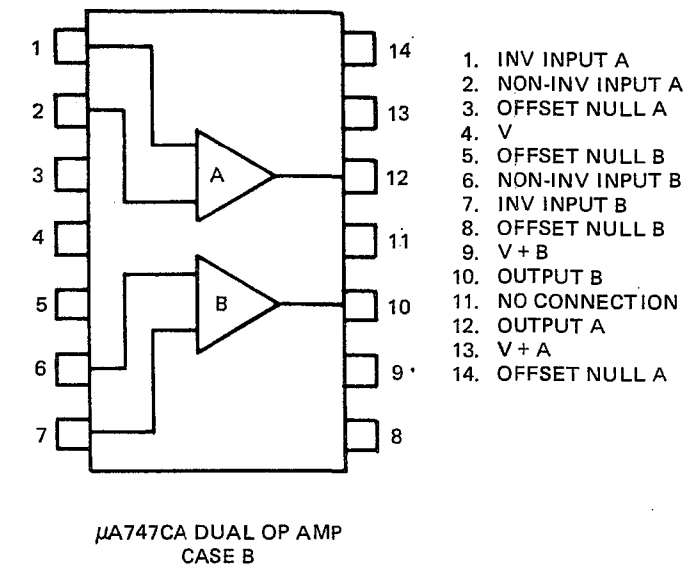 1
2
3
4
5
6
7
14
13
12
11
10
9
8
A
B
1. INV INPUT A
2. NON-INV INPUT A
3. OFFSET NULL A
4. V
5. OFFSET NULL B
6. NON-INV INPUT B
7. INV INPUT B
8. OFFSET NULL B
9. V + B
10. OUTPUT B
11. NO CONNECTION
12. OUTPUT A
13. V + A
14. OFFSET NULL A
μA747CA DUAL OP AMP
CASE B